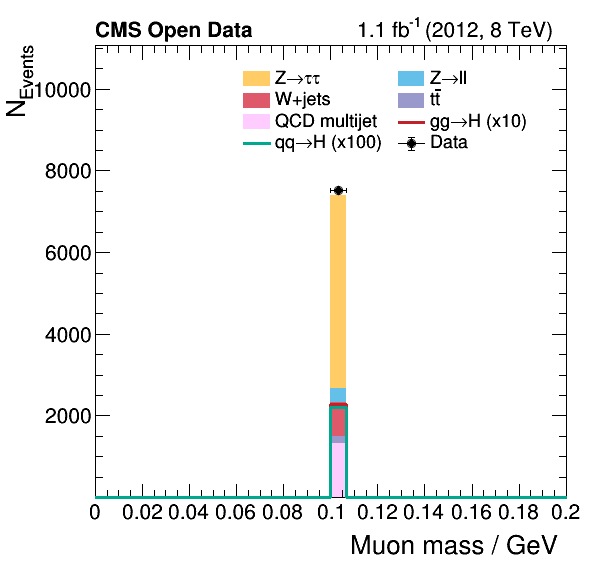 CMS Open Data 1.1 fb-1 (2012, 8 TeV)
NEvents
Z→ττ Z→ll
W+jets tt̄
QCD multijet gg→H (x10)
qq→H (x100) Data
10000
8000
6000
4000
2000
0 0.02 0.04 0.06 0.08 0.1 0.12 0.14 0.16 0.18 0.2
Muon mass / GeV